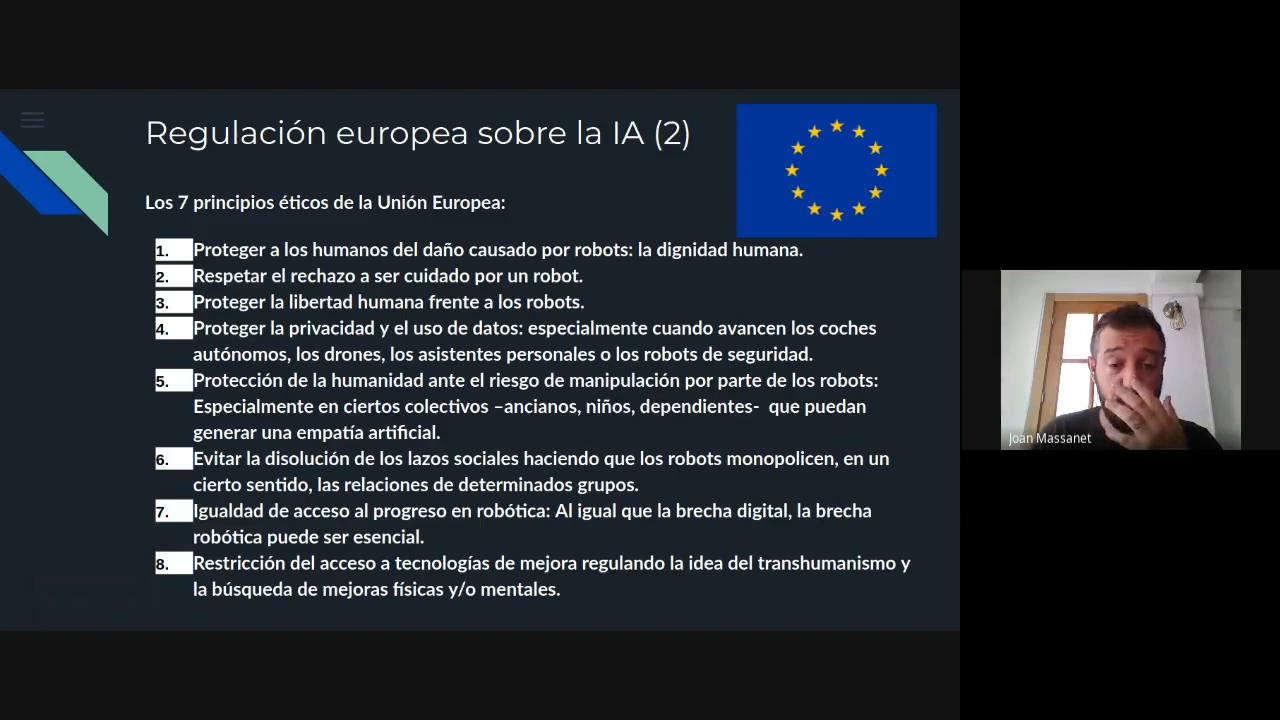 Regulación europea sobre la IA (2)
Los 7 principios éticos de la Unión Europea:
1. Proteger a los humanos del daño causado por robots: la dignidad humana.
2. Respetar el rechazo a ser cuidado por un robot.
3. Proteger la libertad humana frente a los robots.
4. Proteger la privacidad y el uso de datos: especialmente cuando avancen los coches
autónomos, los drones, los asistentes personales o los robots de seguridad.
5. Protección de la humanidad ante el riesgo de manipulación por parte de los robots:
Especialmente en ciertos colectivos –ancianos, niños, dependientes- que puedan
generar una empatía artificial.
6. Evitar la disolución de los lazos sociales haciendo que los robots monopolicen, en un
cierto sentido, las relaciones de determinados grupos.
7. Igualdad de acceso al progreso en robótica: Al igual que la brecha digital, la brecha
robótica puede ser esencial.
8. Restricción del acceso a tecnologías de mejora regulando la idea del transhumanismo y
la búsqueda de mejoras físicas y/o mentales.
Joan Massanet